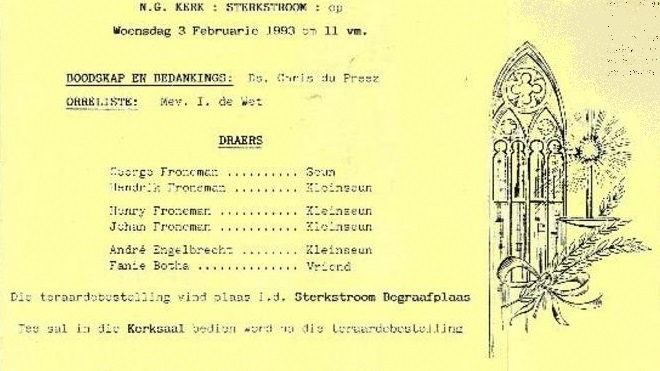 N.G. KERK : STERKSTROOM : op
Woensdag 3 Februarie 1993 om 11 vm.
BOODSKAP EN BEDANKINGS: Ds. Chris du Preez
ORRELISTE: Mev. I. de Wet
DRAERS
George Froneman .......... Seun
Hendrik Froneman ......... Kleinseun
Henry Froneman ........... Kleinseun
Johan Froneman ........... Kleinseun
André Engelbrecht ........ Kleinseun
Fanie Botha .............. Vriend
Die teraardebestelling vind plaas i.d. Sterkstroom Begraafplaas
Tee sal in die Kerksaal bedien word na die teraardebestelling